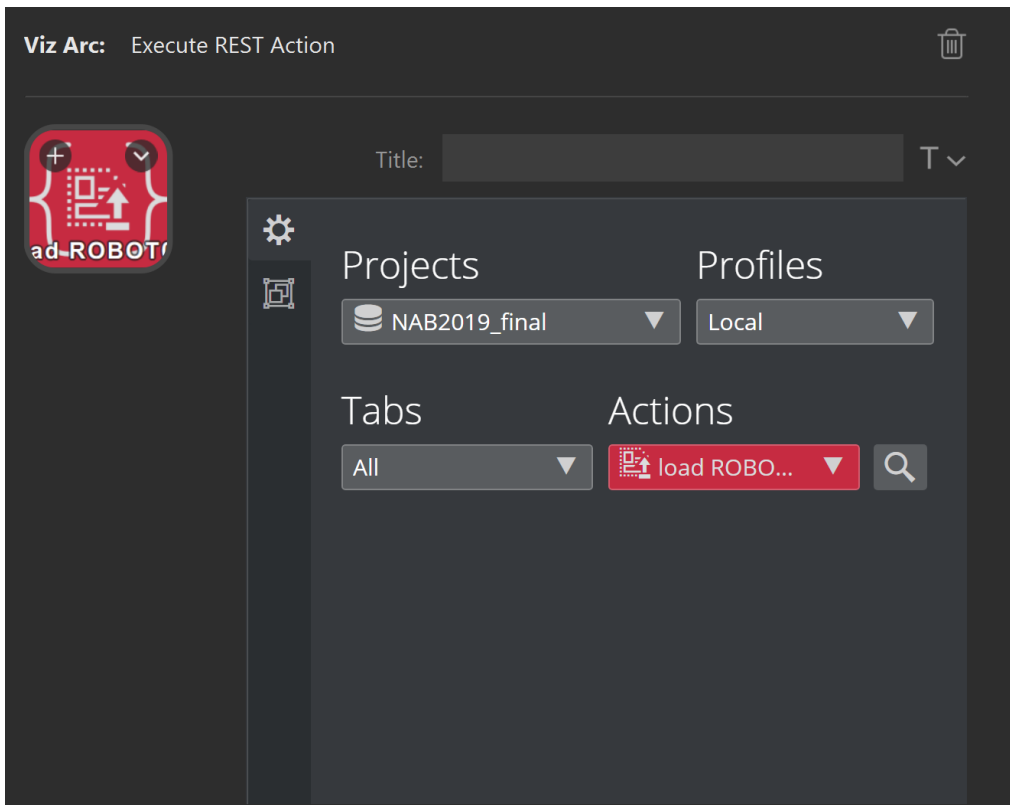 Viz Arc: Execute REST Action
Title:
T
ad ROBOT
Projects
Profiles
NAB2019_final
Local
Tabs
Actions
All
load ROBO...